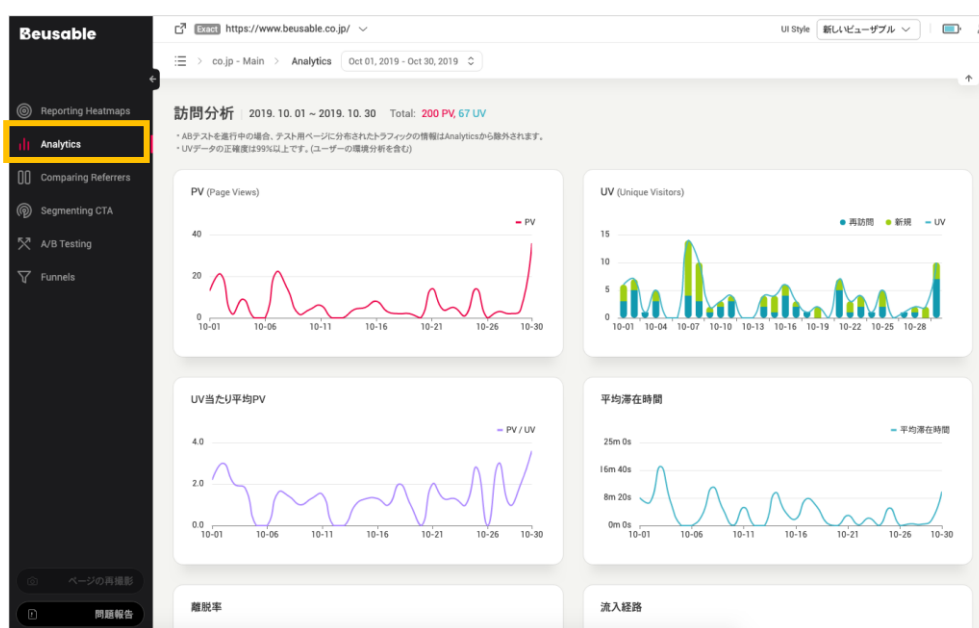 Beusable
Exact https://www.beusable.co.jp/
UI Style 新しいビューザブル
co.jp - Main > Analytics Oct 01, 2019 - Oct 30, 2019
Reporting Heatmaps
Analytics
Comparing Referrers
Segmenting CTA
A/B Testing
Funnels
ページの再撮影
問題報告
訪問分析 2019. 10. 01 ~ 2019. 10. 30 Total: 200 PV, 67 UV
・ABテストを進行中の場合、テスト用ページに分布されたトラフィックの情報はAnalyticsから除外されます。
・UVデータの正確度は99%以上です。(ユーザーの環境分析を含む)
PV (Page Views)
PV
40
20
0
10-01 10-06 10-11 10-16 10-21 10-26 10-30
UV (Unique Visitors)
再訪問 新規 UV
15
10
5
0
10-01 10-04 10-07 10-10 10-13 10-16 10-19 10-22 10-25 10-28
UV当たり平均PV
PV / UV
4.0
2.0
0.0
10-01 10-06 10-11 10-16 10-21 10-26 10-30
平均滞在時間
平均滞在時間
25m 0s
16m 40s
8m 20s
0m 0s
10-01 10-06 10-11 10-16 10-21 10-26 10-30
離脱率
流入経路